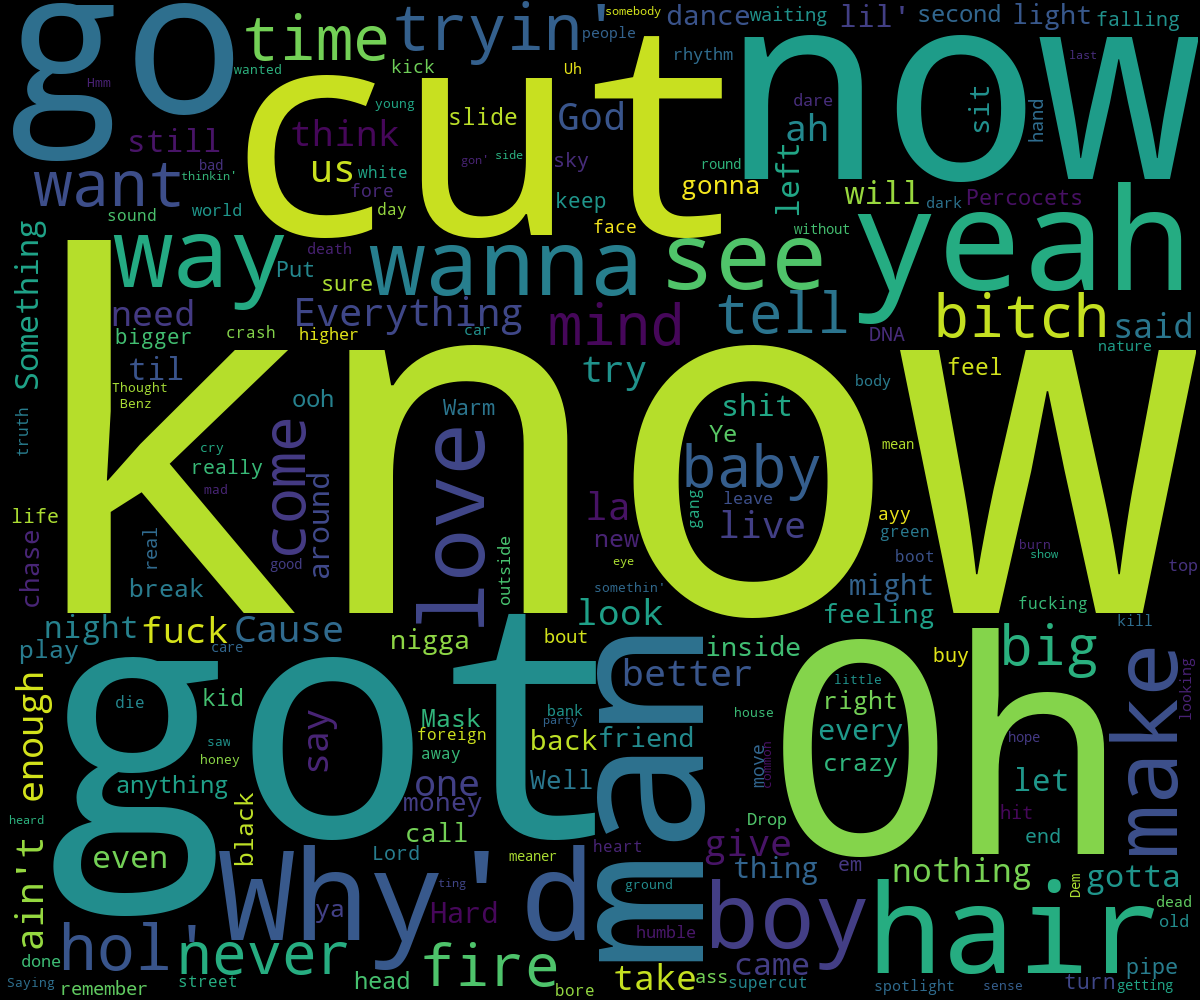 go
time
tryin'
somebody
people
dance
waiting
lil'
second
light
falling
now
cut
wanted
kick
Uh
rhythm
last
Hmm
young
slide
God
dare
ah
sit
hand
still
think
us
white
gon'
side
sky
round
left
bad
thinkin'
want
fore
day
keep
gonna
will
dark
Percocets
sound
world
face
without
yeah
Something
way
death
Put
sure
wanna
see
need
Everything
mind
tell
bitch
said
DNA
bigger
crash
higher
car
nature
know
til
try
feel
Thought
Benz
body
truth
ooh
Warm
shit
Ye
mean
cry
really
come
love
baby
mad
leave
gang
life
la
live
ayy
chase
real
around
new
green
good
outside
eye
burn
show
boot
top
break
somethin'
might
fucking
night
fuck
Cause
look
feeling
kill
play
care
nigga
bout
inside
oh
big
buy
got
man
better
little
make
looking
die
kid
say
Mask
bank
party
house
right
ain't enough
saw
honey
foreign
away
back
friend
every
hope
move
common
crazy
anything
one
Well
let
black
money
call
Drop
hit
heard
end
even
Why'd
Lord
meaner
heart
give
thing
em
nothing
gotta
ting
ground
boy
hair
Dem
dead
ya
Hard
humble
old
hol'
never
fire
came
done
street
head
take
ass
supercut
turn
pipe
Saying
remember
bore
spotlight
sense
getting